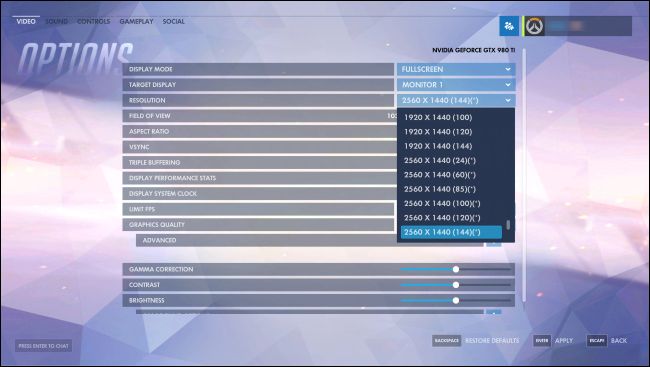 VIDEO SOUND CONTROLS GAMEPLAY SOCIAL
OPTIONS
NVIDIA GEFORCE GTX 980 TI
DISPLAY MODE FULLSCREEN
TARGET DISPLAY MONITOR 1
RESOLUTION 2560 X 1440 (144)(*)
FIELD OF VIEW
ASPECT RATIO
VSYNC
TRIPLE BUFFERING
DISPLAY PERFORMANCE STATS
DISPLAY SYSTEM CLOCK
LIMIT FPS
GRAPHICS QUALITY
ADVANCED
1920 X 1440 (100)
1920 X 1440 (120)
1920 X 1440 (144)
2560 X 1440 (24)(*)
2560 X 1440 (60)(*)
2560 X 1440 (85)(*)
2560 X 1440 (100)(*)
2560 X 1440 (120)(*)
2560 X 1440 (144)(*)
GAMMA CORRECTION
CONTRAST
BRIGHTNESS
PRESS ENTER TO CHAT
BACKSPACE RESTORE DEFAULTS ENTER APPLY ESCAPE BACK